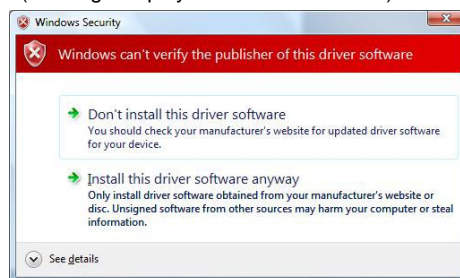 Windows Security
Windows can't verify the publisher of this driver software
Don't install this driver software
You should check your manufacturer's website for updated driver software
for your device.
Install this driver software anyway
Only install driver software obtained from your manufacturer's website or
disc. Unsigned software from other sources may harm your computer or steal
information.
See details